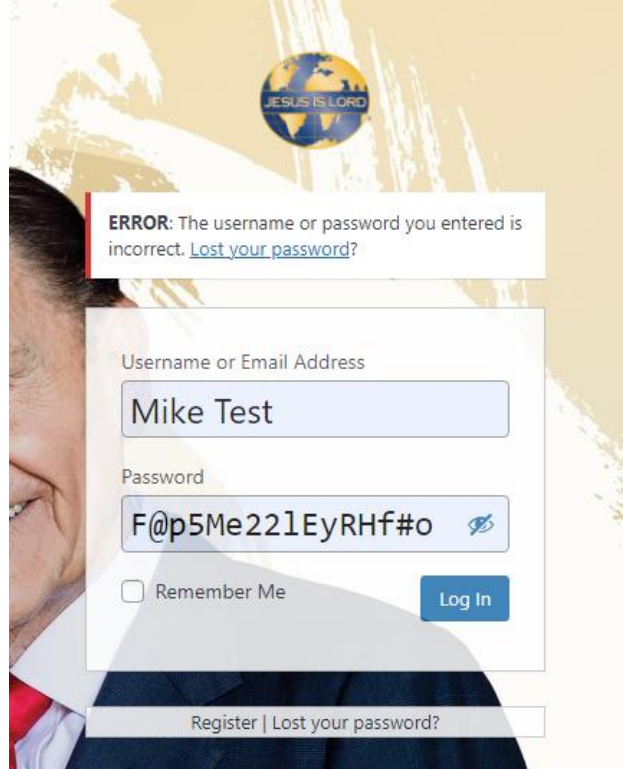 JESUS IS LORD
ERROR: The username or password you entered is
incorrect. Lost your password?
Username or Email Address
Mike Test
Password
F@p5Me22lEyRHf#o
Remember Me
Log In
Register | Lost your password?